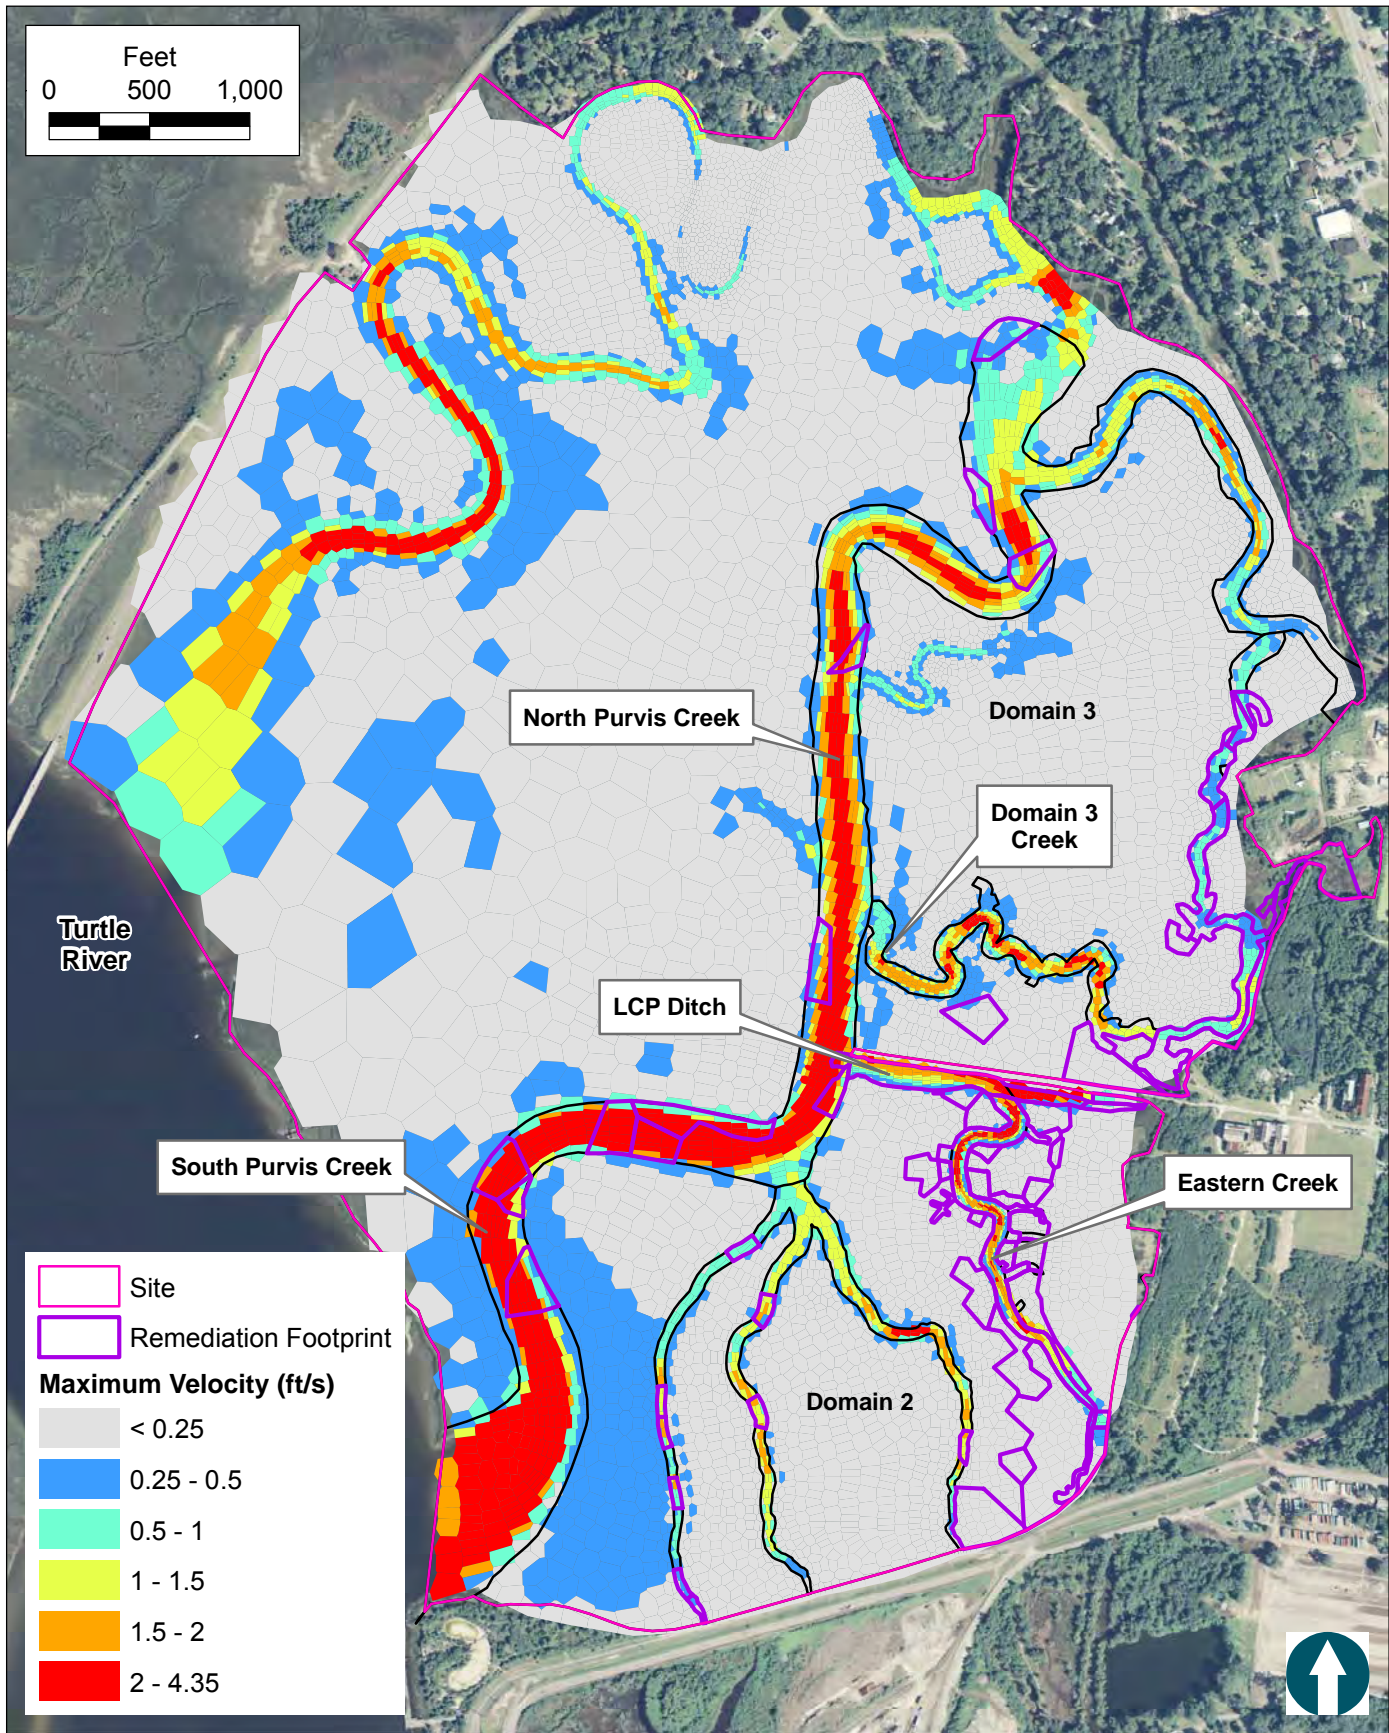 Feet
0 500 1,000
North Purvis Creek
Domain 3
Domain 3
Creek
Turtle
River
LCP Ditch
South Purvis Creek
Eastern Creek
Domain 2
Site
Remediation Footprint
Maximum Velocity (ft/s)
< 0.25
0.25 - 0.5
0.5 - 1
1 - 1.5
1.5 - 2
2 - 4.35